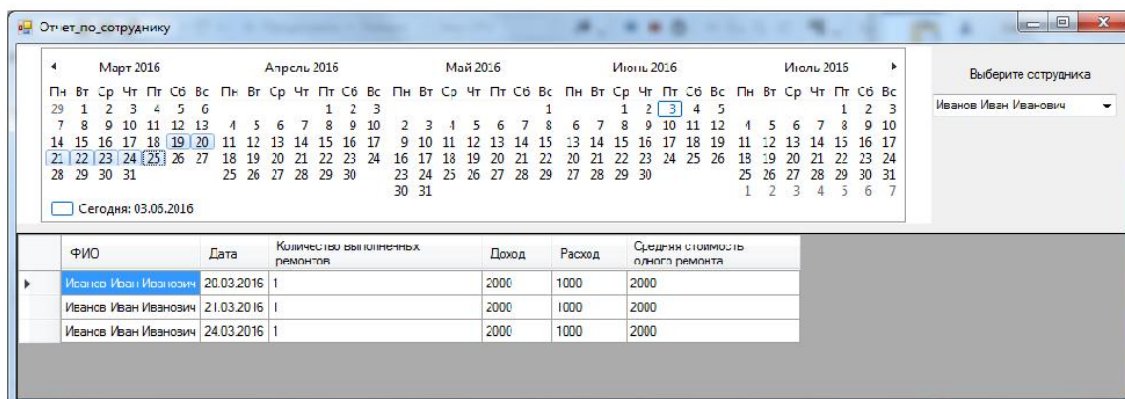 Отчет_по_сотруднику
Март 2016 Апрель 2016 Май 2016 Июнь 2016 Июль 2016
Пн Вт Ср Чт Пт Сб Вс Пн Вт Ср Чт Пт Сб Вс Пн Вт Ср Чт Пт Сб Вс Пн Вт Ср Чт Пт Сб Вс Пн Вт Ср Чт Пт Сб Вс
29 1 2 3 4 5 6 1 2 3 1 1 2 3 4 5 1 2 3
7 8 9 10 11 12 13 4 5 6 7 8 9 10 2 3 4 5 6 7 8 6 7 8 9 10 11 12 4 5 6 7 8 9 10
14 15 16 17 18 19 20 11 12 13 14 15 16 17 9 10 11 12 13 14 15 13 14 15 16 17 18 19 11 12 13 14 15 16 17
21 22 23 24 25 26 27 18 19 20 21 22 23 24 16 17 18 19 20 21 22 20 21 22 23 24 25 26 18 19 20 21 22 23 24
28 29 30 31 25 26 27 28 29 30 23 24 25 26 27 28 29 27 28 29 30 25 26 27 28 29 30 31
30 31 1 2 3 4 5 6 7
Сегодня: 03.06.2016
Выберите сотрудника
Иванов Иван Иванович
ФИО Дата Количество выполненных ремонтов Доход Расход Средняя стоимость одного ремонта
Иванов Иван Иванович 20.03.2016 1 2000 1000 2000
Иванов Иван Иванович 21.03.2016 1 2000 1000 2000
Иванов Иван Иванович 24.03.2016 1 2000 1000 2000